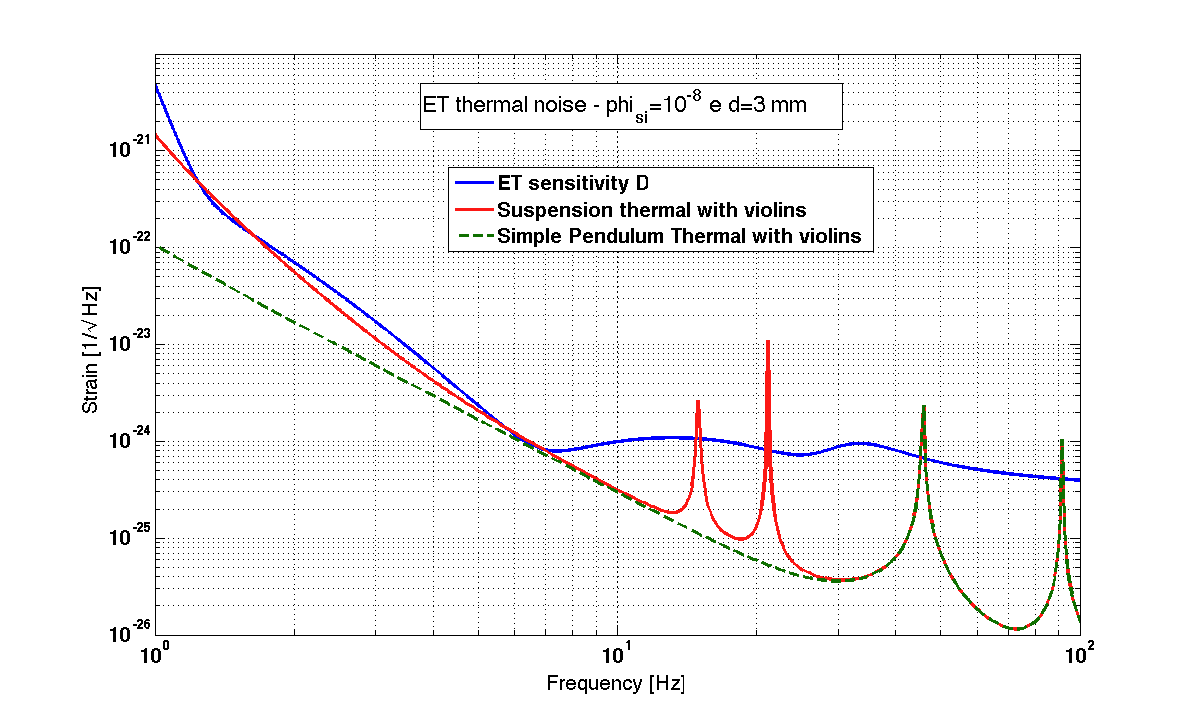 ET thermal noise - phi_si=10^-8 e d=3 mm
ET sensitivity D
Suspension thermal with violins
Simple Pendulum Thermal with violins
Strain [1/√Hz]
10^-21
10^-22
10^-23
10^-24
10^-25
10^-26
10^0
10^1
10^2
Frequency [Hz]